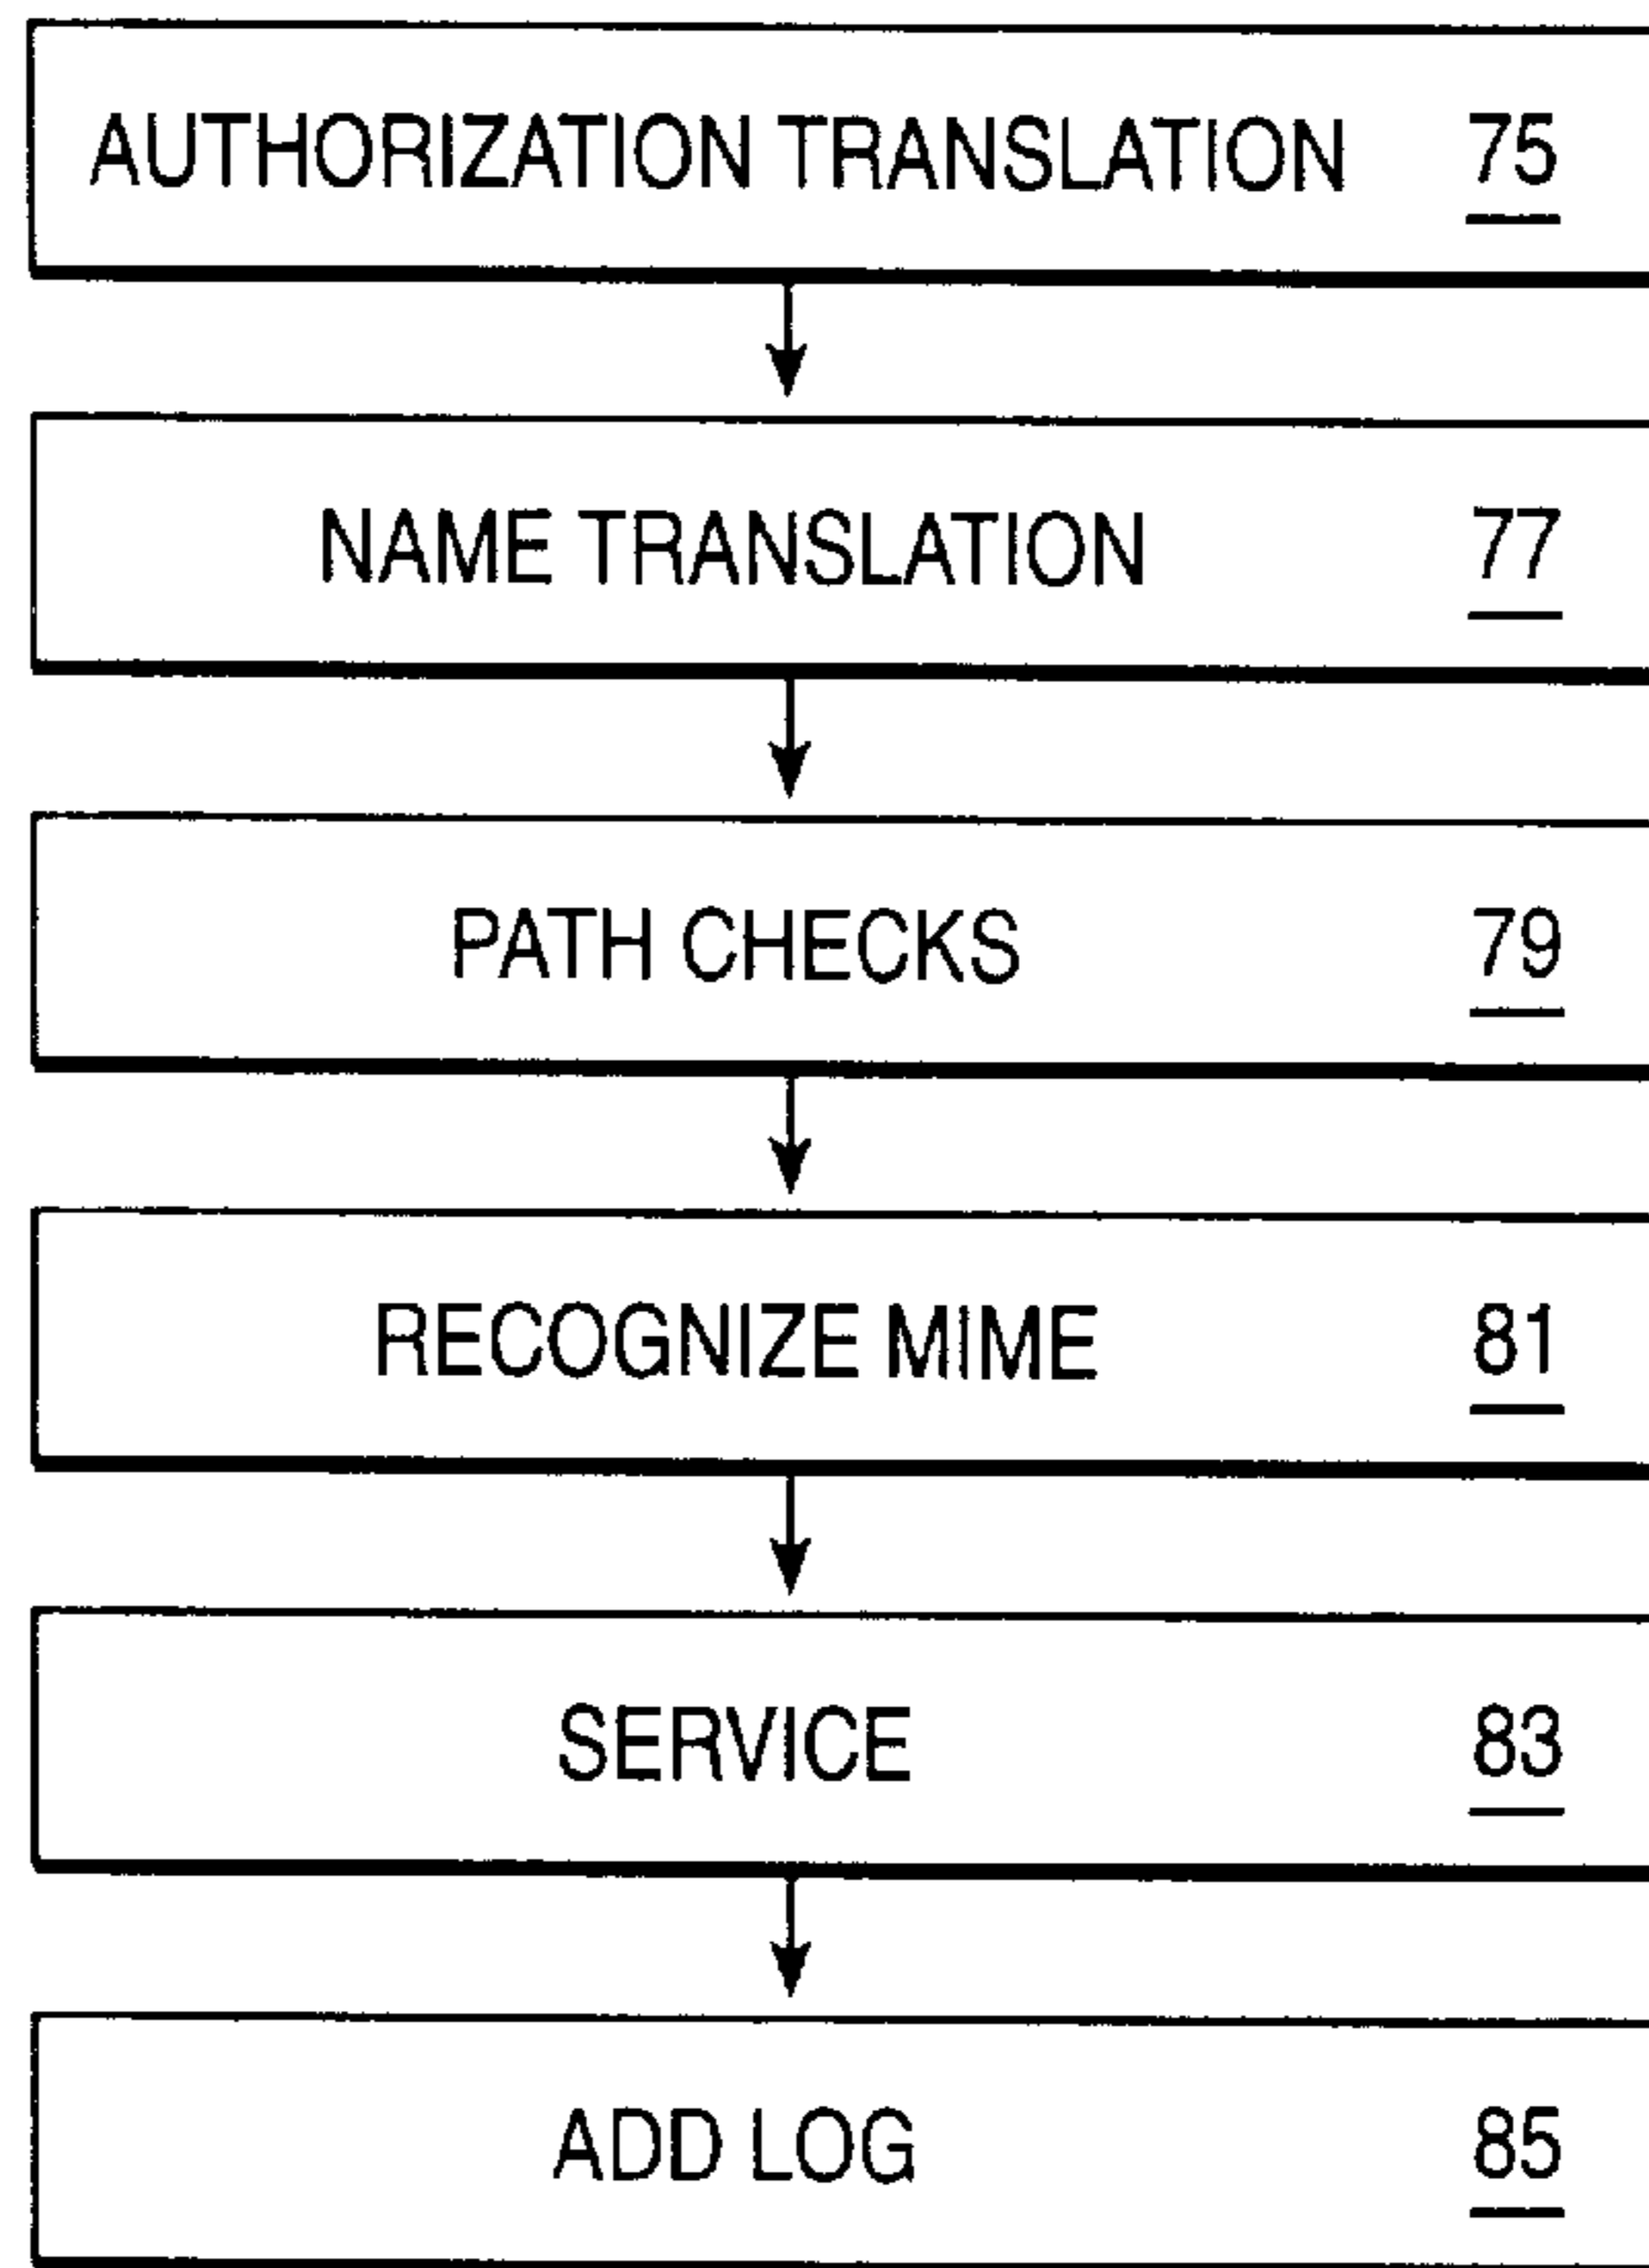 AUTHORIZATION TRANSLATION 75
NAME TRANSLATION 77
PATH CHECKS 79
RECOGNIZE MIME 81
SERVICE 83
ADD LOG 85